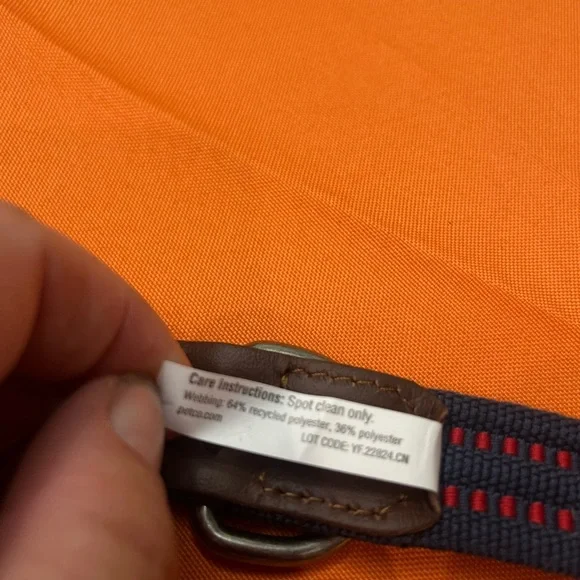 Care instructions: Spot clean only.
Webbing: 64% recycled polyester, 36% polyester
petco.com
LOT CODE: YF.22824.CN